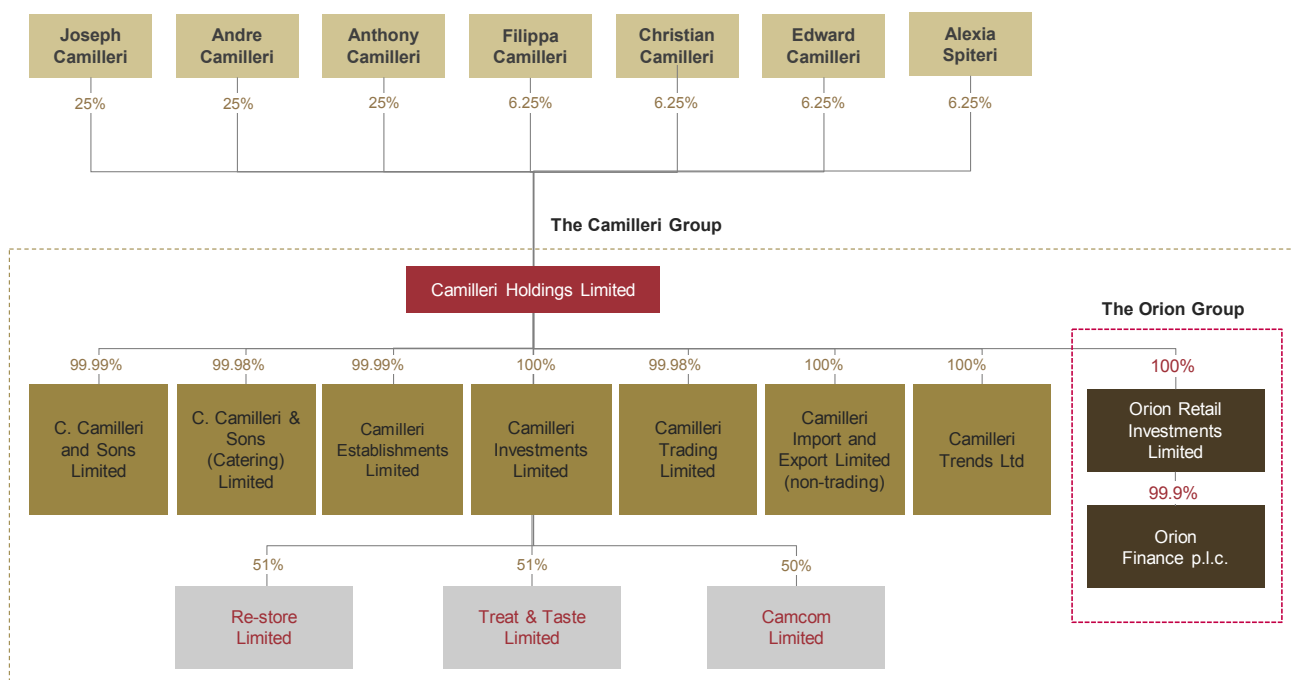 Joseph
Camilleri
Andre
Camilleri
Anthony
Camilleri
Filippa
Camilleri
Christian
Camilleri
Edward
Camilleri
Alexia
Spiteri
25%
25%
25%
6.25%
6.25%
6.25%
6.25%
The Camilleri Group
Camilleri Holdings Limited
The Orion Group
99.99%
99.98%
99.99%
100%
99.98%
100%
100%
100%
C. Camilleri
and Sons
Limited
C. Camilleri &
Sons
(Catering)
Limited
Camilleri
Establishments
Limited
Camilleri
Investments
Limited
Camilleri
Trading
Limited
Camilleri
Import and
Export Limited
(non-trading)
Camilleri
Trends Ltd
Orion Retail
Investments
Limited
99.9%
Orion
Finance p.l.c.
51%
51%
50%
Re-store
Limited
Treat & Taste
Limited
Camcom
Limited